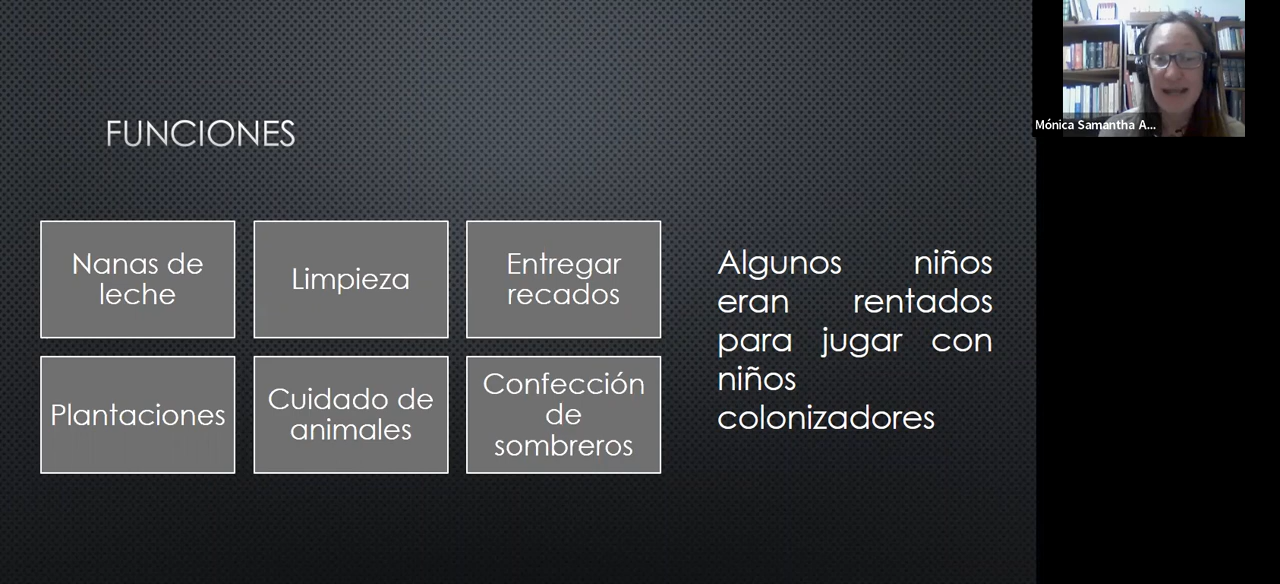 FUNCIONES
Nanas de
leche
Limpieza
Entregar
recados
Plantaciones
Cuidado de
animales
Confección
de
sombreros
Algunos niños
eran rentados
para jugar con
niños
colonizadores
Mónica Samantha A...